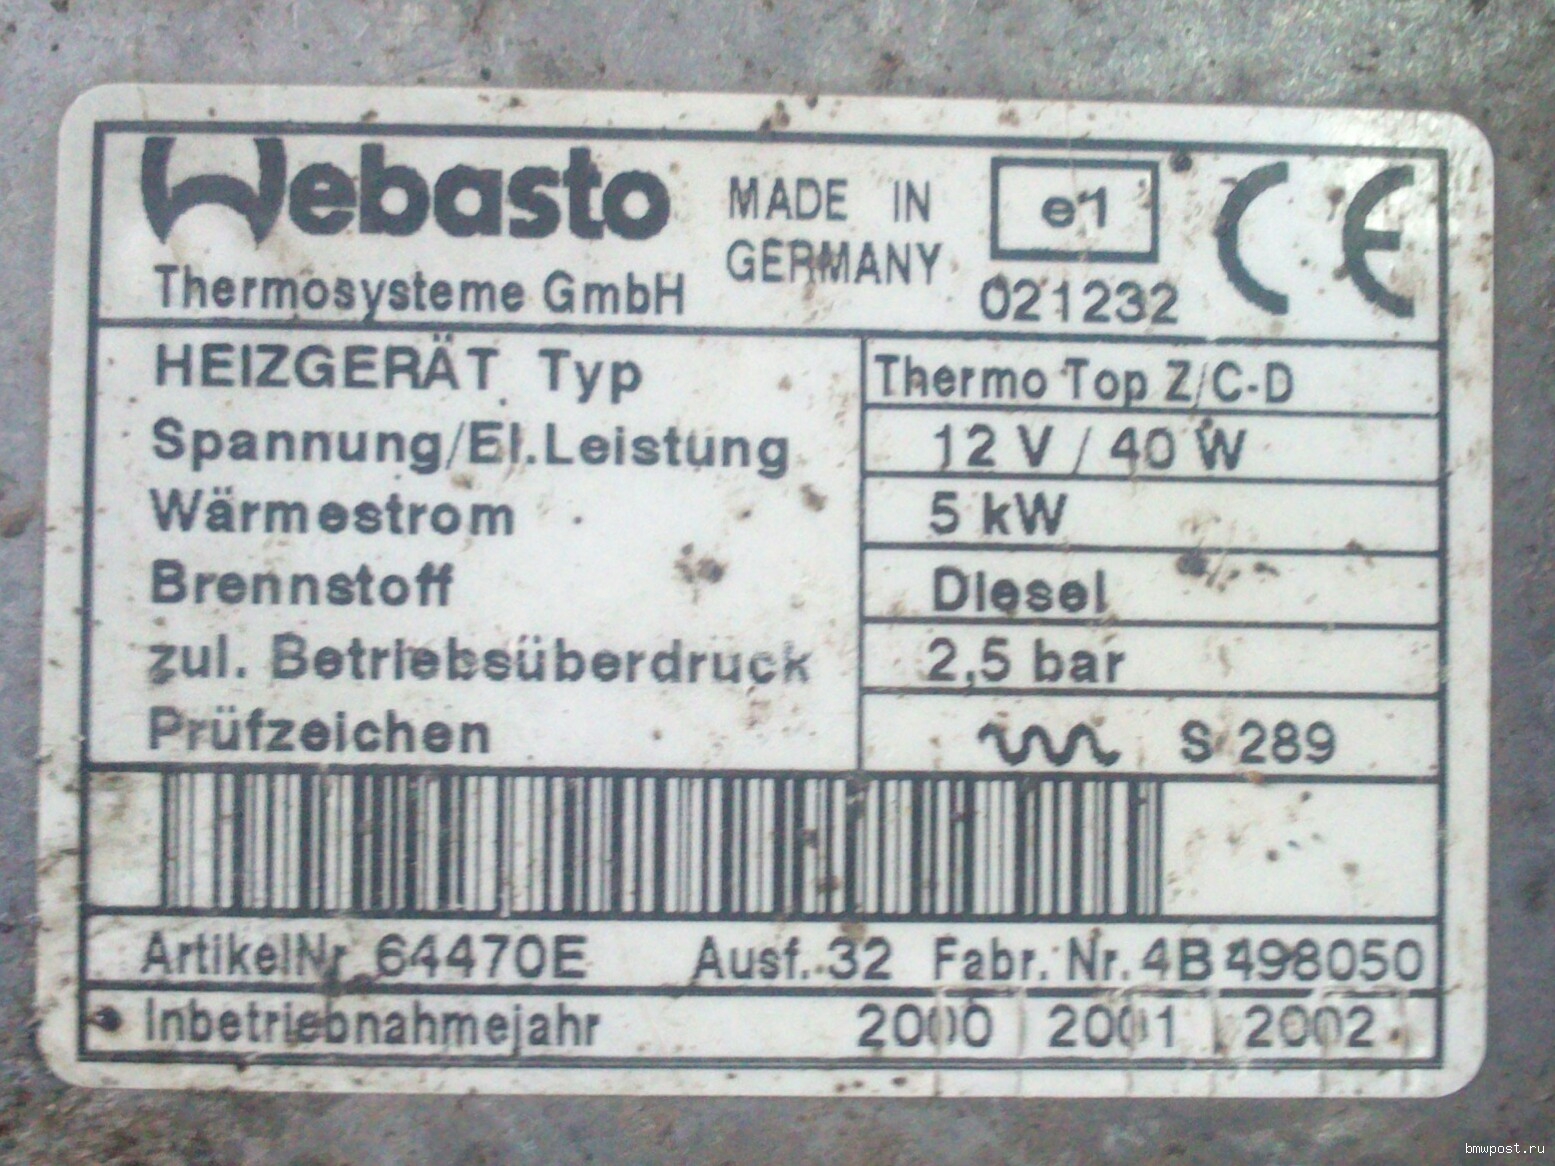 Webasto
Thermosysteme GmbH
MADE IN
GERMANY
e1
021232
CE
HEIZGERÄT Typ Thermo Top Z/C-D
Spannung/El.Leistung 12 V / 40 W
Wärmestrom 5 kW
Brennstoff Diesel
zul. Betriebsüberdruck 2,5 bar
Prüfzeichen S 289
ArtikelNr 64470E Ausf. 32 Fabr. Nr. 4B 498050
Inbetriebnahmejahr 2000 | 2001 | 2002
bmwpost.ru